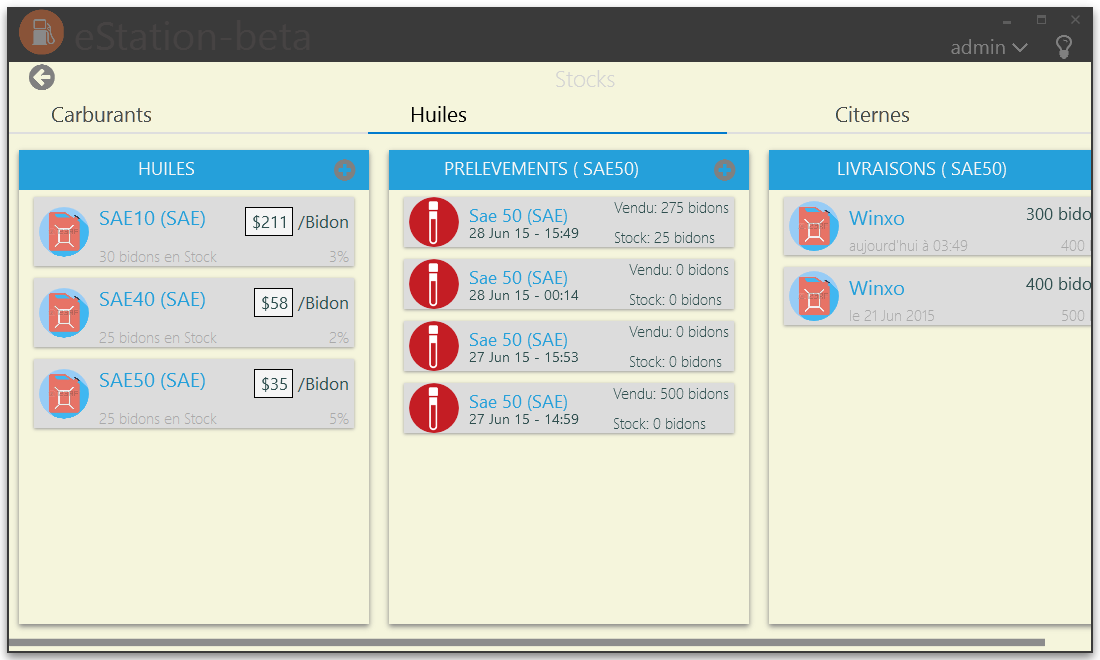 eStation-beta
admin
Stocks
Carburants
Huiles
Citernes
HUILES
SAE10 (SAE)
$211 /Bidon
30 bidons en Stock
3%
SAE40 (SAE)
$58 /Bidon
25 bidons en Stock
2%
SAE50 (SAE)
$35 /Bidon
25 bidons en Stock
5%
PRELEVEMENTS ( SAE50)
Sae 50 (SAE)
28 Jun 15 - 15:49
Vendu: 275 bidons
Stock: 25 bidons
Sae 50 (SAE)
28 Jun 15 - 00:14
Vendu: 0 bidons
Stock: 0 bidons
Sae 50 (SAE)
27 Jun 15 - 15:53
Vendu: 0 bidons
Stock: 0 bidons
Sae 50 (SAE)
27 Jun 15 - 14:59
Vendu: 500 bidons
Stock: 0 bidons
LIVRAISONS ( SAE50)
Winxo
300 bido
aujourd'hui à 03:49
400
Winxo
400 bido
le 21 Jun 2015
500